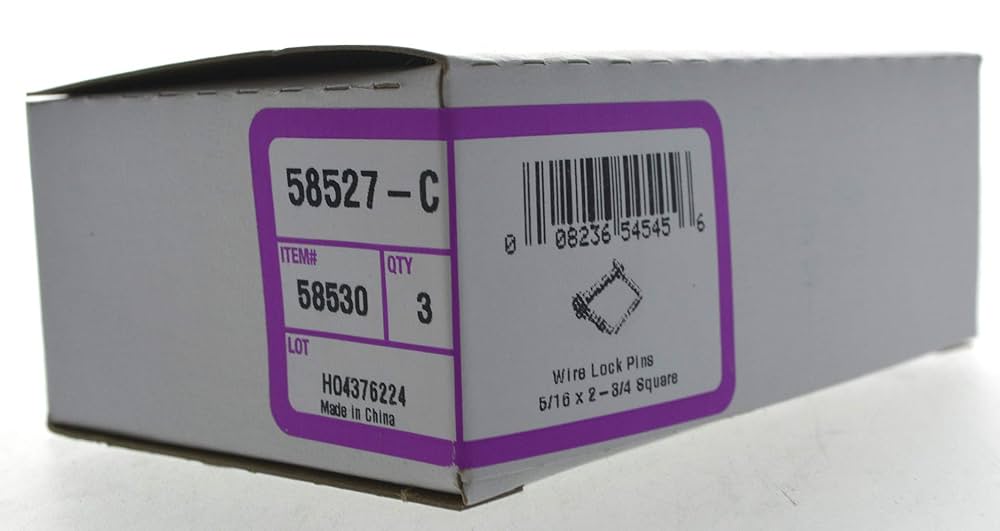 58527-C
ITEM#
58530
QTY
3
LOT
H04376224
Made in China
0 08236 54545 6
Wire Lock Pins
5/16 x 2-3/4 Square